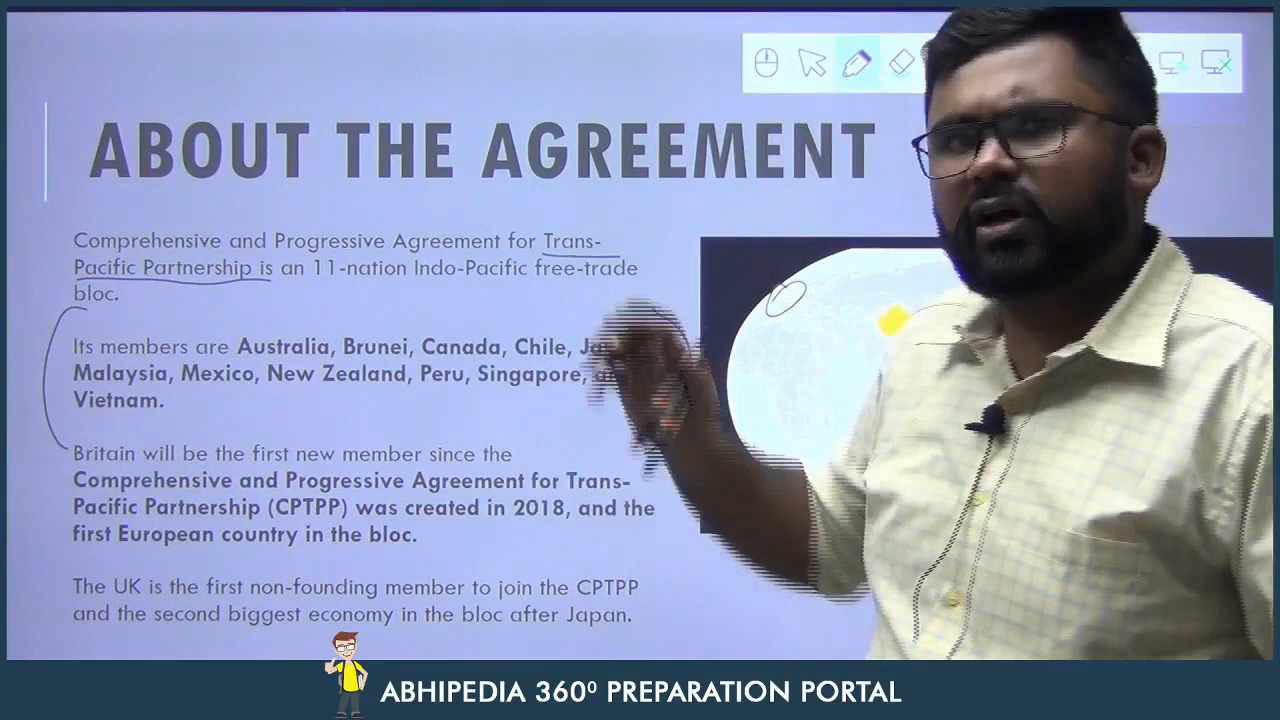 ABOUT THE AGREEMENT
Comprehensive and Progressive Agreement for Trans-
Pacific Partnership is an 11-nation Indo-Pacific free-trade
bloc.
Its members are Australia, Brunei, Canada, Chile,
Malaysia, Mexico, New Zealand, Peru, Singapore,
Vietnam.
Britain will be the first new member since the
Comprehensive and Progressive Agreement for Trans-
Pacific Partnership (CPTPP) was created in 2018, and the
first European country in the bloc.
The UK is the first non-founding member to join the CPTPP
and the second biggest economy in the bloc after Japan.
ABHIPEDIA 360⁰ PREPARATION PORTAL